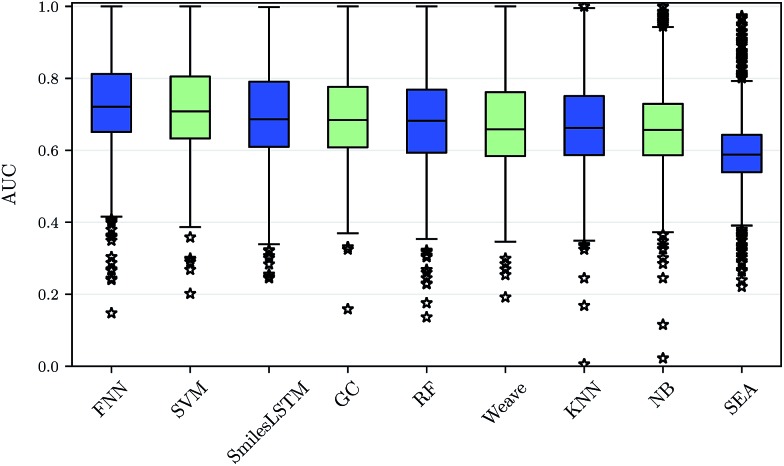 1.0
0.8
0.6
0.4
0.2
0.0
AUC
FNN
SVM
SmilesLSTM
GC
RF
Weave
KNN
NB
SEA